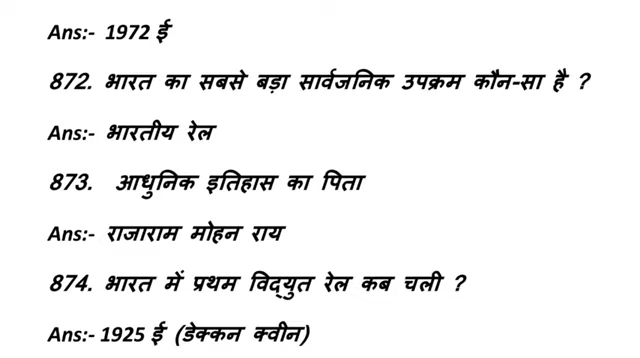 Ans:- 1972 ई
872. भारत का सबसे बड़ा सार्वजनिक उपक्रम कौन-सा है ?
Ans:- भारतीय रेल
873. आधुनिक इतिहास का पिता
Ans:- राजाराम मोहन राय
874. भारत में प्रथम विद्युत रेल कब चली ?
Ans:- 1925 ई (डेक्कन क्वीन)